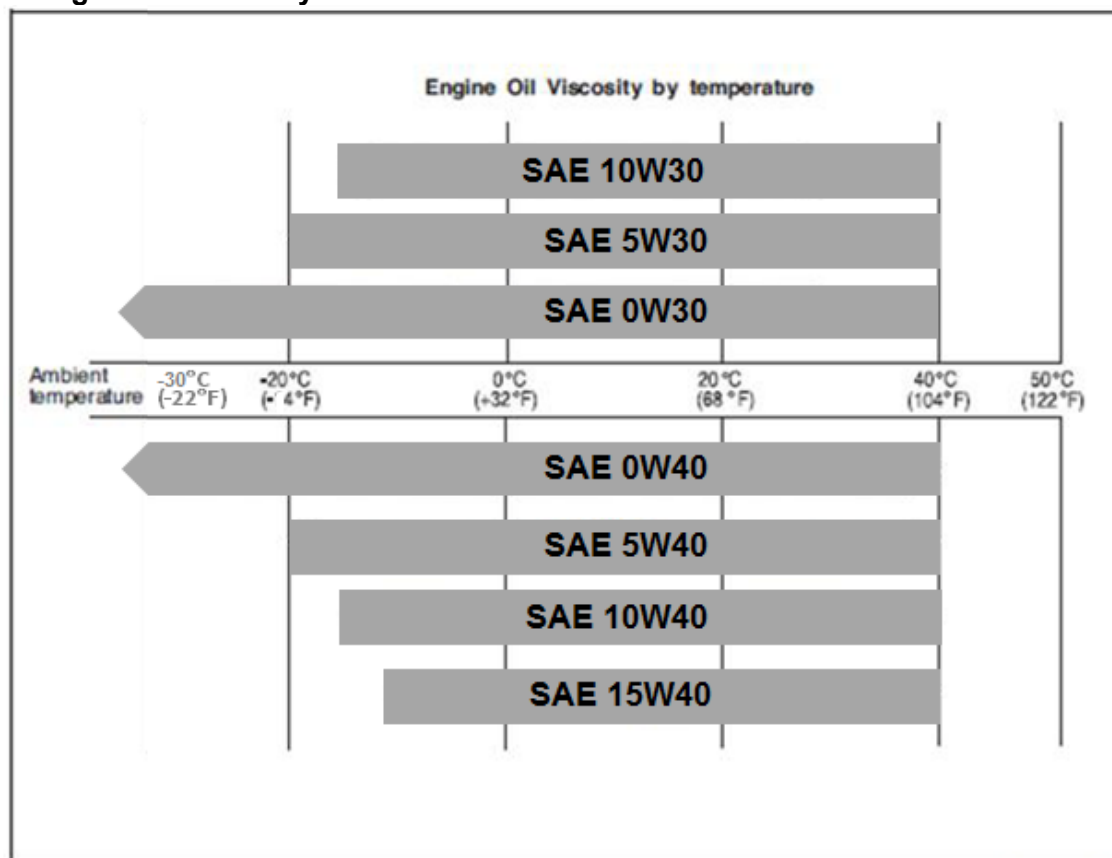 Engine Oil Viscosity by temperature
SAE 10W30
SAE 5W30
SAE 0W30
Ambient temperature
-30°C
(-22°F)
-20°C
0°C
(+32°F)
20°C
(68°F)
40°C
(104°F)
50°C
(122°F)
SAE 0W40
SAE 5W40
SAE 10W40
SAE 15W40